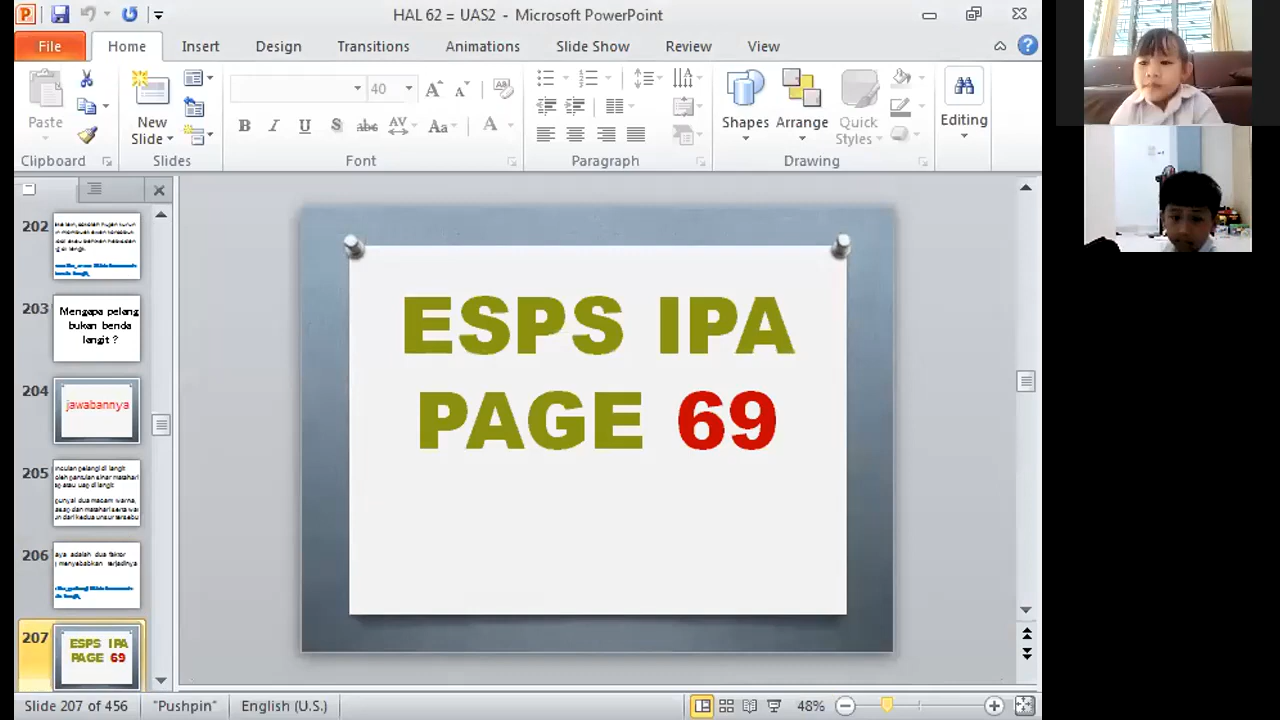 HAL 62 = UAS2 - Microsoft PowerPoint
File Home Insert Design Transitions Animations Slide Show Review View
Paste
New
Slide
40
Shapes Arrange Quick
Styles
Editing
Clipboard Slides Font Paragraph Drawing
202
203
Mengapa pelang
bukan benda
langit ?
204
jawabannya
205
206
207
ESPS IPA
PAGE 69
ESPS IPA
PAGE 69
Slide 207 of 456 "Pushpin" English (U.S.) 48%